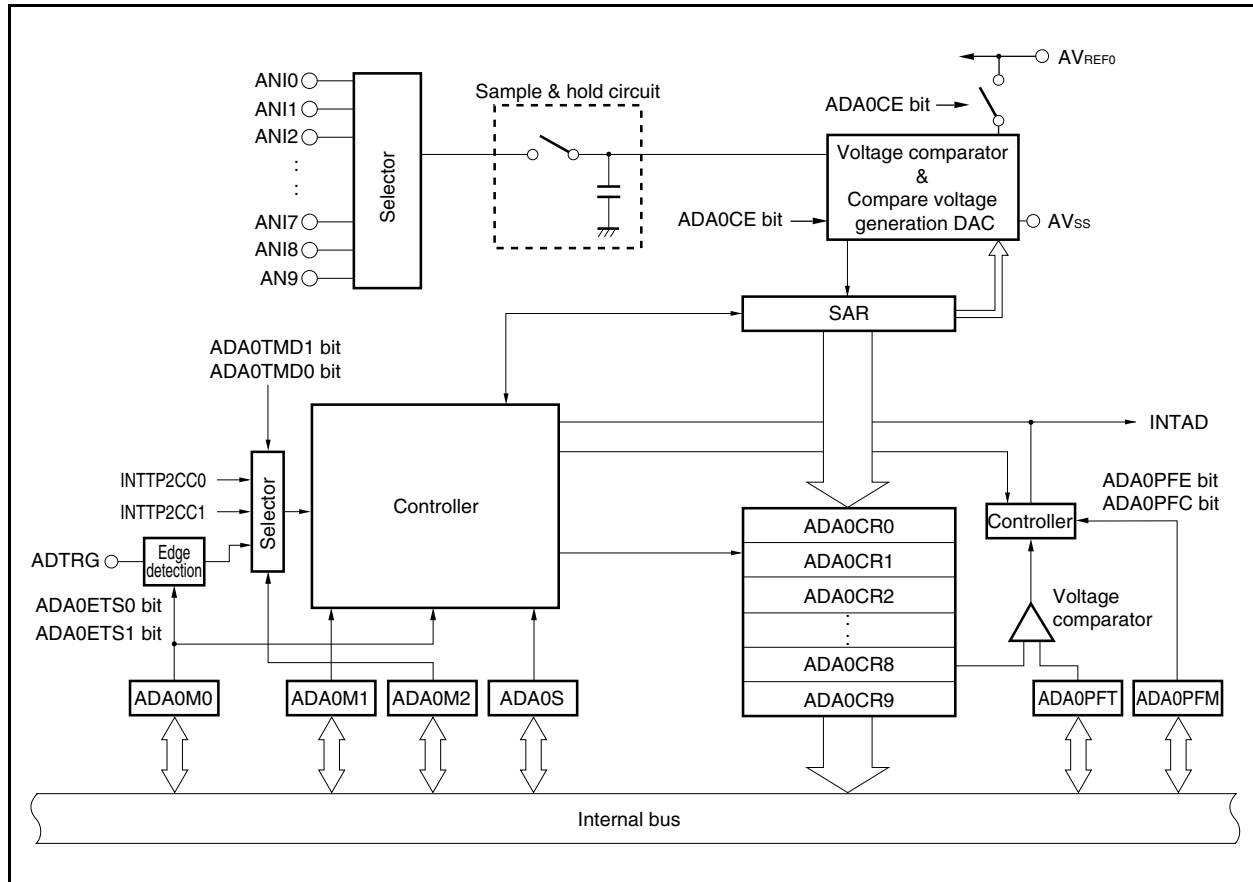 ANI0
ANI1
ANI2
ANI7
ANI8
AN9
Selector
Sample & hold circuit
AVREF0
ADA0CE bit
Voltage comparator
&
Compare voltage
generation DAC
ADA0CE bit
AVSS
SAR
ADA0TMD1 bit
ADA0TMD0 bit
INTTP2CC0
INTTP2CC1
ADTRG
Edge
detection
Selector
Controller
ADA0ETS0 bit
ADA0ETS1 bit
INTAD
ADA0PFE bit
ADA0PFC bit
Controller
Voltage
comparator
ADA0CR0
ADA0CR1
ADA0CR2
ADA0CR8
ADA0CR9
ADA0M0
ADA0M1
ADA0M2
ADA0S
ADA0PFT
ADA0PFM
Internal bus